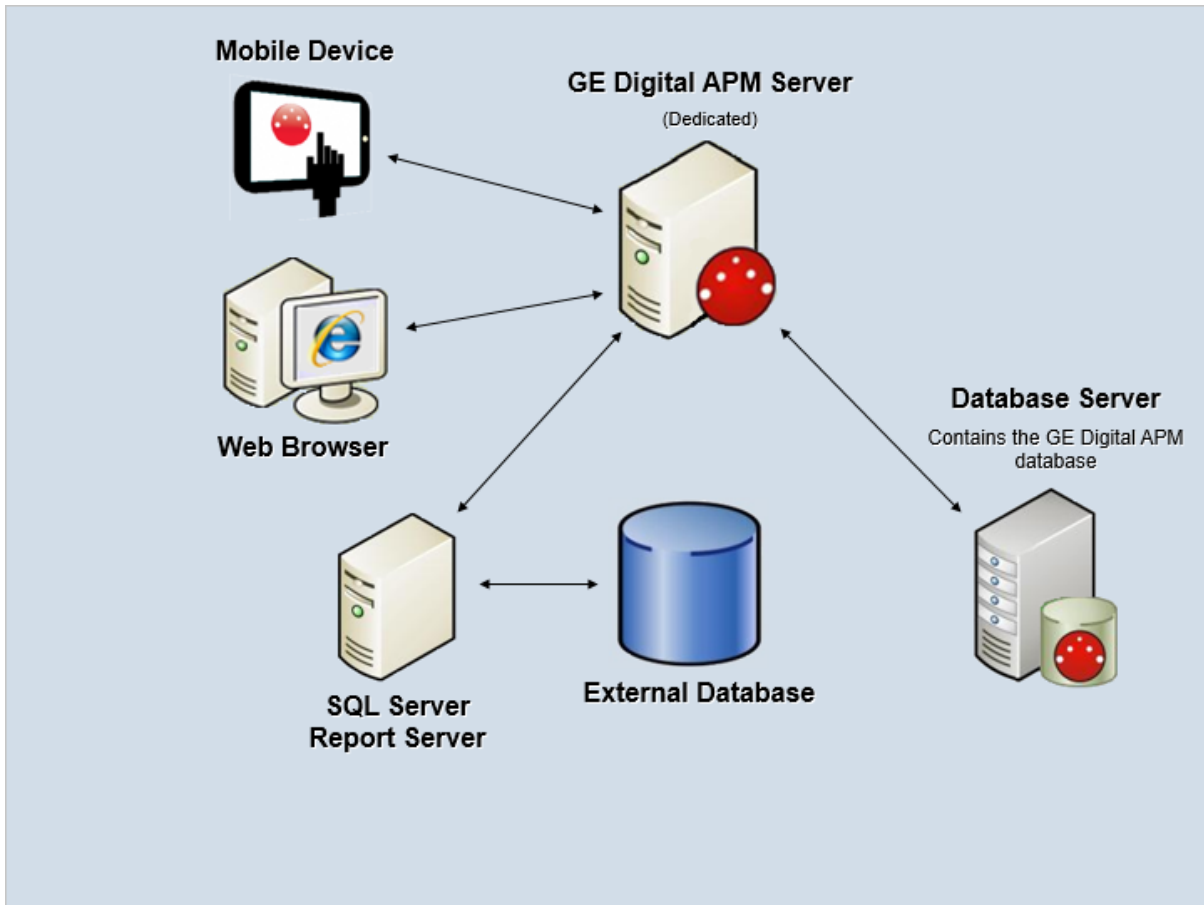 Mobile Device
GE Digital APM Server
(Dedicated)
Web Browser
Database Server
Contains the GE Digital APM
database
SQL Server
Report Server
External Database